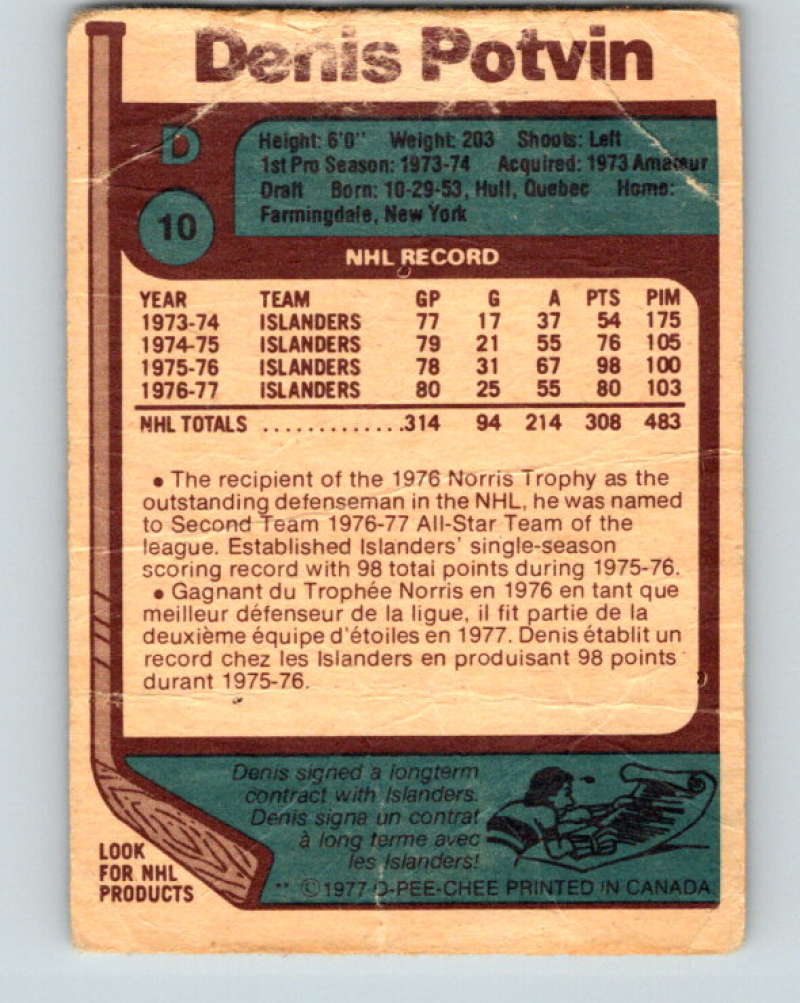 Denis Potvin
D
10
Height: 6'0" Weight: 203 Shoots: Left
1st Pro Season: 1973-74 Acquired: 1973 Amateur
Draft Born: 10-29-53, Hull, Quebec Home:
Farmingdale, New York
NHL RECORD
YEAR TEAM GP G A PTS PIM
1973-74 ISLANDERS 77 17 37 54 175
1974-75 ISLANDERS 79 21 55 76 105
1975-76 ISLANDERS 78 31 67 98 100
1976-77 ISLANDERS 80 25 55 80 103
NHL TOTALS .............314 94 214 308 483
• The recipient of the 1976 Norris Trophy as the
outstanding defenseman in the NHL, he was named
to Second Team 1976-77 All-Star Team of the
league. Established Islanders' single-season
scoring record with 98 total points during 1975-76.
• Gagnant du Trophée Norris en 1976 en tant que
meilleur défenseur de la ligue, il fit partie de la
deuxième équipe d'étoiles en 1977. Denis établit un
record chez les Islanders en produisant 98 points
durant 1975-76.
Denis signed a longterm
contract with Islanders.
Denis signa un contrat
à long terme avec
les Islanders!
LOOK
FOR NHL
PRODUCTS
** ©1977 O-PEE-CHEE PRINTED IN CANADA